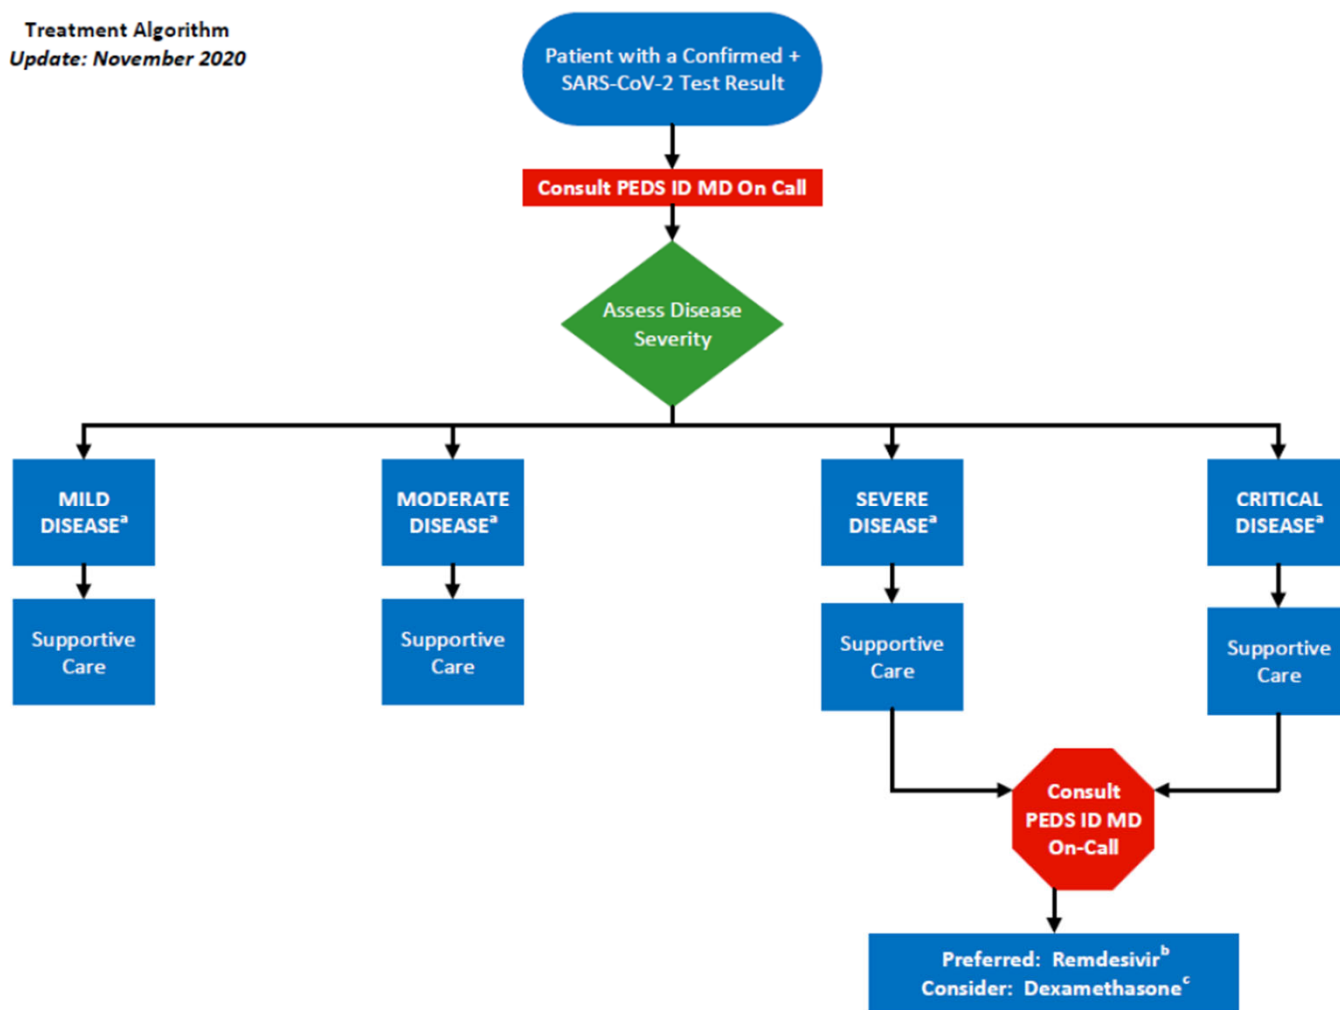 Treatment Algorithm
Update: November 2020
Patient with a Confirmed +
SARS-CoV-2 Test Result
Consult PEDS ID MD On Call
Assess Disease
Severity
MILD
DISEASEᵃ
MODERATE
DISEASEᵃ
SEVERE
DISEASEᵃ
CRITICAL
DISEASEᵃ
Supportive
Care
Supportive
Care
Supportive
Care
Supportive
Care
Consult
PEDS ID MD
On-Call
Preferred: Remdesivirᵇ
Consider: Dexamethasoneᶜ